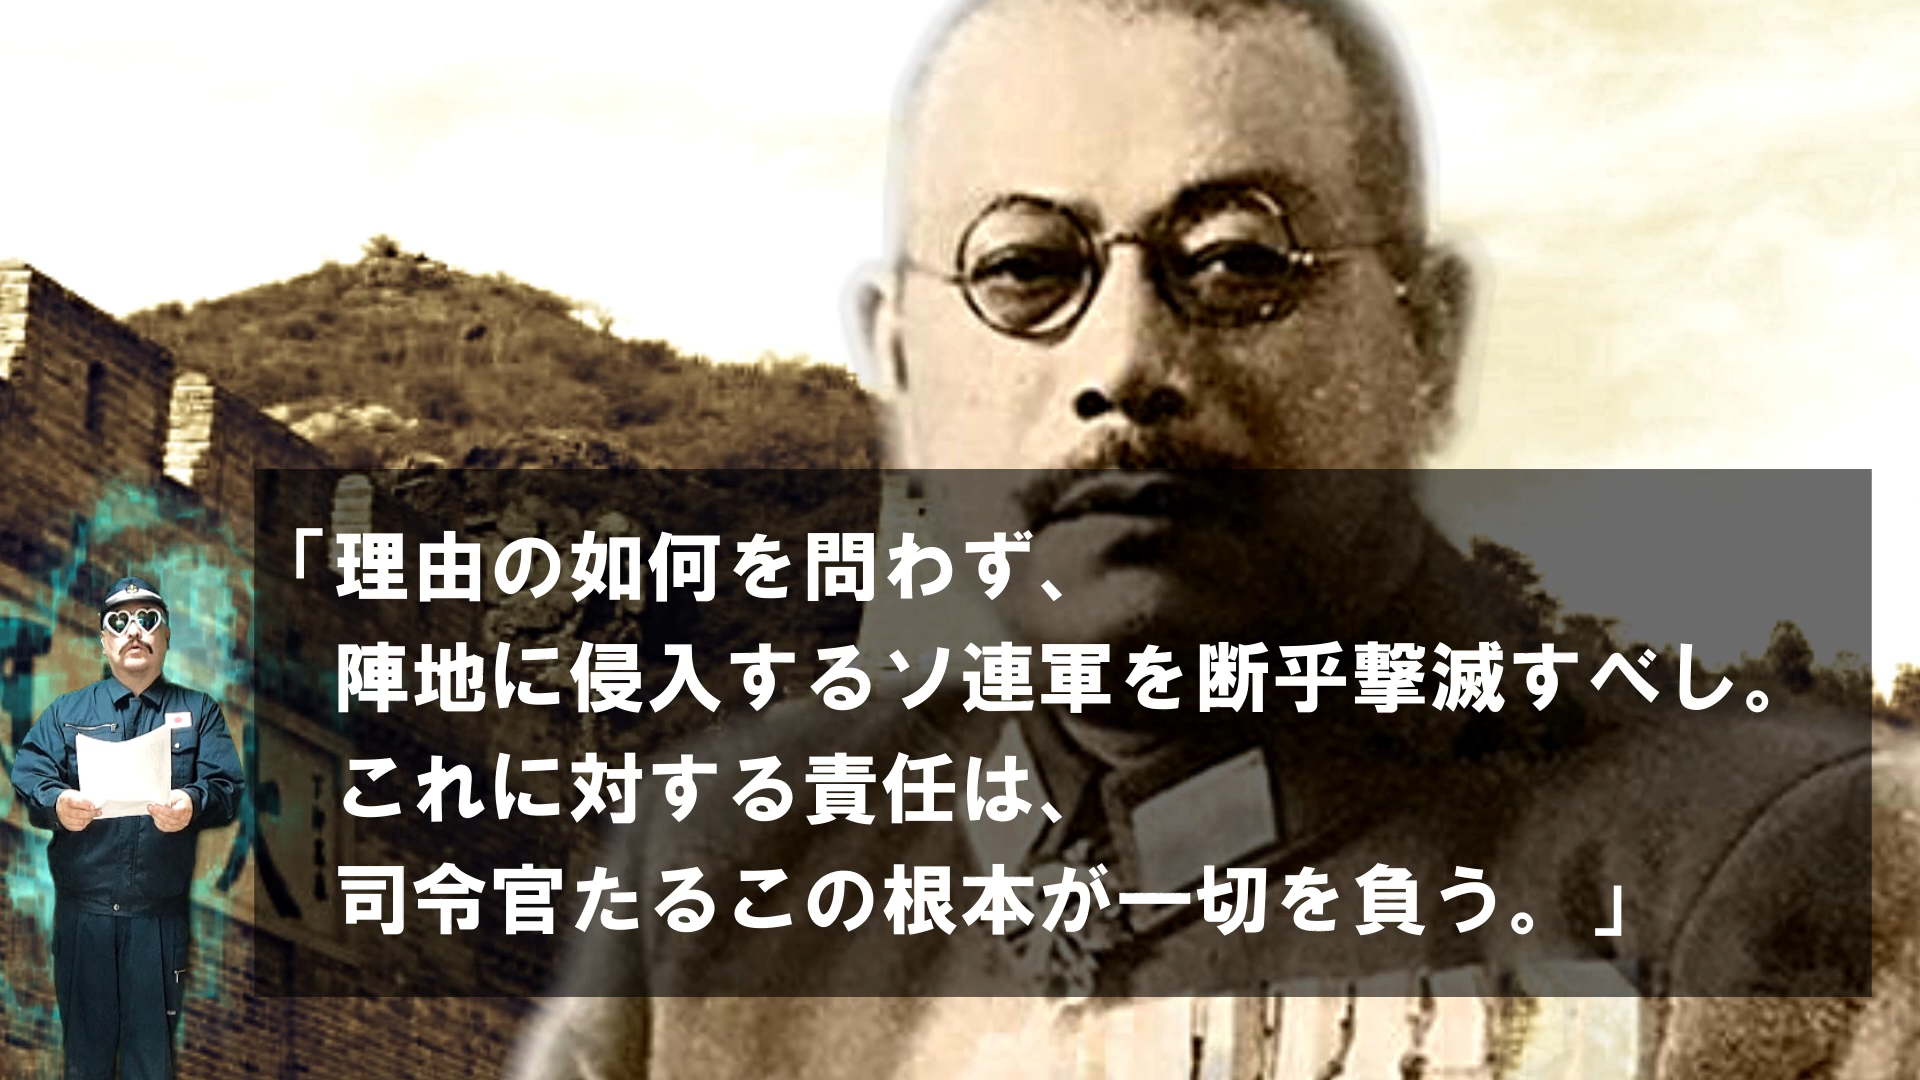 「理由の如何を問わず、
陣地に侵入するソ連軍を断乎撃滅すべし。
これに対する責任は、
司令官たるこの根本が一切を負う。」